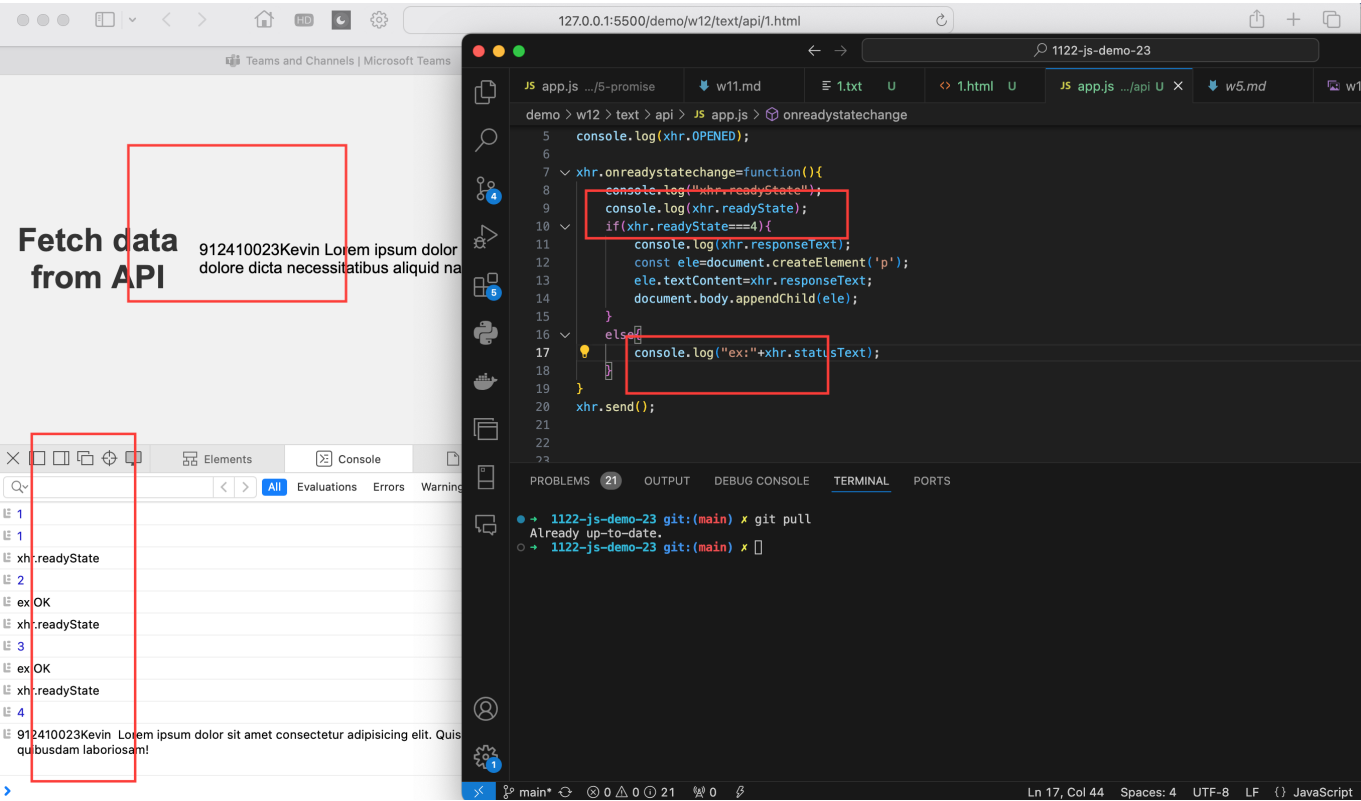 HD
127.0.0.1:5500/demo/w12/text/api/1.html
Teams and Channels | Microsoft Teams
Fetch data
from API
912410023Kevin Lorem ipsum dolor
dolore dicta necessitatibus aliquid na
Elements
Console
All
Evaluations
Errors
Warning
1
1
xhr.readyState
2
ex:OK
xhr.readyState
3
ex:OK
xhr.readyState
4
912410023Kevin  Lorem ipsum dolor sit amet consectetur adipisicing elit. Quis
quibusdam laboriosam!
1122-js-demo-23
JS app.js .../5-promise
w11.md
1.txt U
<> 1.html U
JS app.js .../api U
w5.md
w1
demo > w12 > text > api > JS app.js > onreadystatechange
5 console.log(xhr.OPENED);
6
7 xhr.onreadystatechange=function(){
8 console.log("xhr.readyState");
9 console.log(xhr.readyState);
10 if(xhr.readyState===4){
11 console.log(xhr.responseText);
12 const ele=document.createElement('p');
13 ele.textContent=xhr.responseText;
14 document.body.appendChild(ele);
15 }
16 else{
17 console.log("ex:"+xhr.statusText);
18 }
19 }
20 xhr.send();
21
22
23
4
5
1
PROBLEMS 21 OUTPUT DEBUG CONSOLE TERMINAL PORTS
→ 1122-js-demo-23 git:(main) ✗ git pull
Already up-to-date.
→ 1122-js-demo-23 git:(main) ✗
main* 0 0 21 0
Ln 17, Col 44 Spaces: 4 UTF-8 LF {} JavaScript